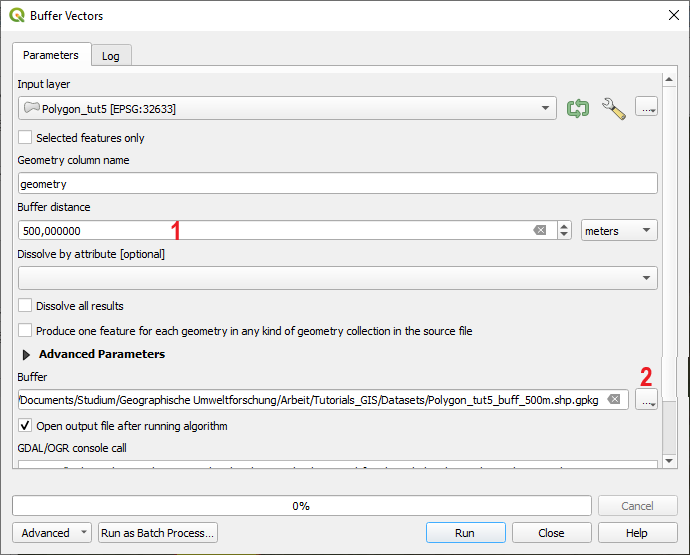 Buffer Vectors
Parameters
Log
Input layer
Polygon_tut5 [EPSG:32633]
...
Selected features only
Geometry column name
geometry
Buffer distance
500,000000
1
meters
Dissolve by attribute [optional]
Dissolve all results
Produce one feature for each geometry in any kind of geometry collection in the source file
Advanced Parameters
2
Buffer
/Documents/Studium/Geographische Umweltforschung/Arbeit/Tutorials_GIS/Datasets/Polygon_tut5_buff_500m.shp.gpkg
...
Open output file after running algorithm
GDAL/OGR console call
0%
Cancel
Advanced
Run as Batch Process...
Run
Close
Help